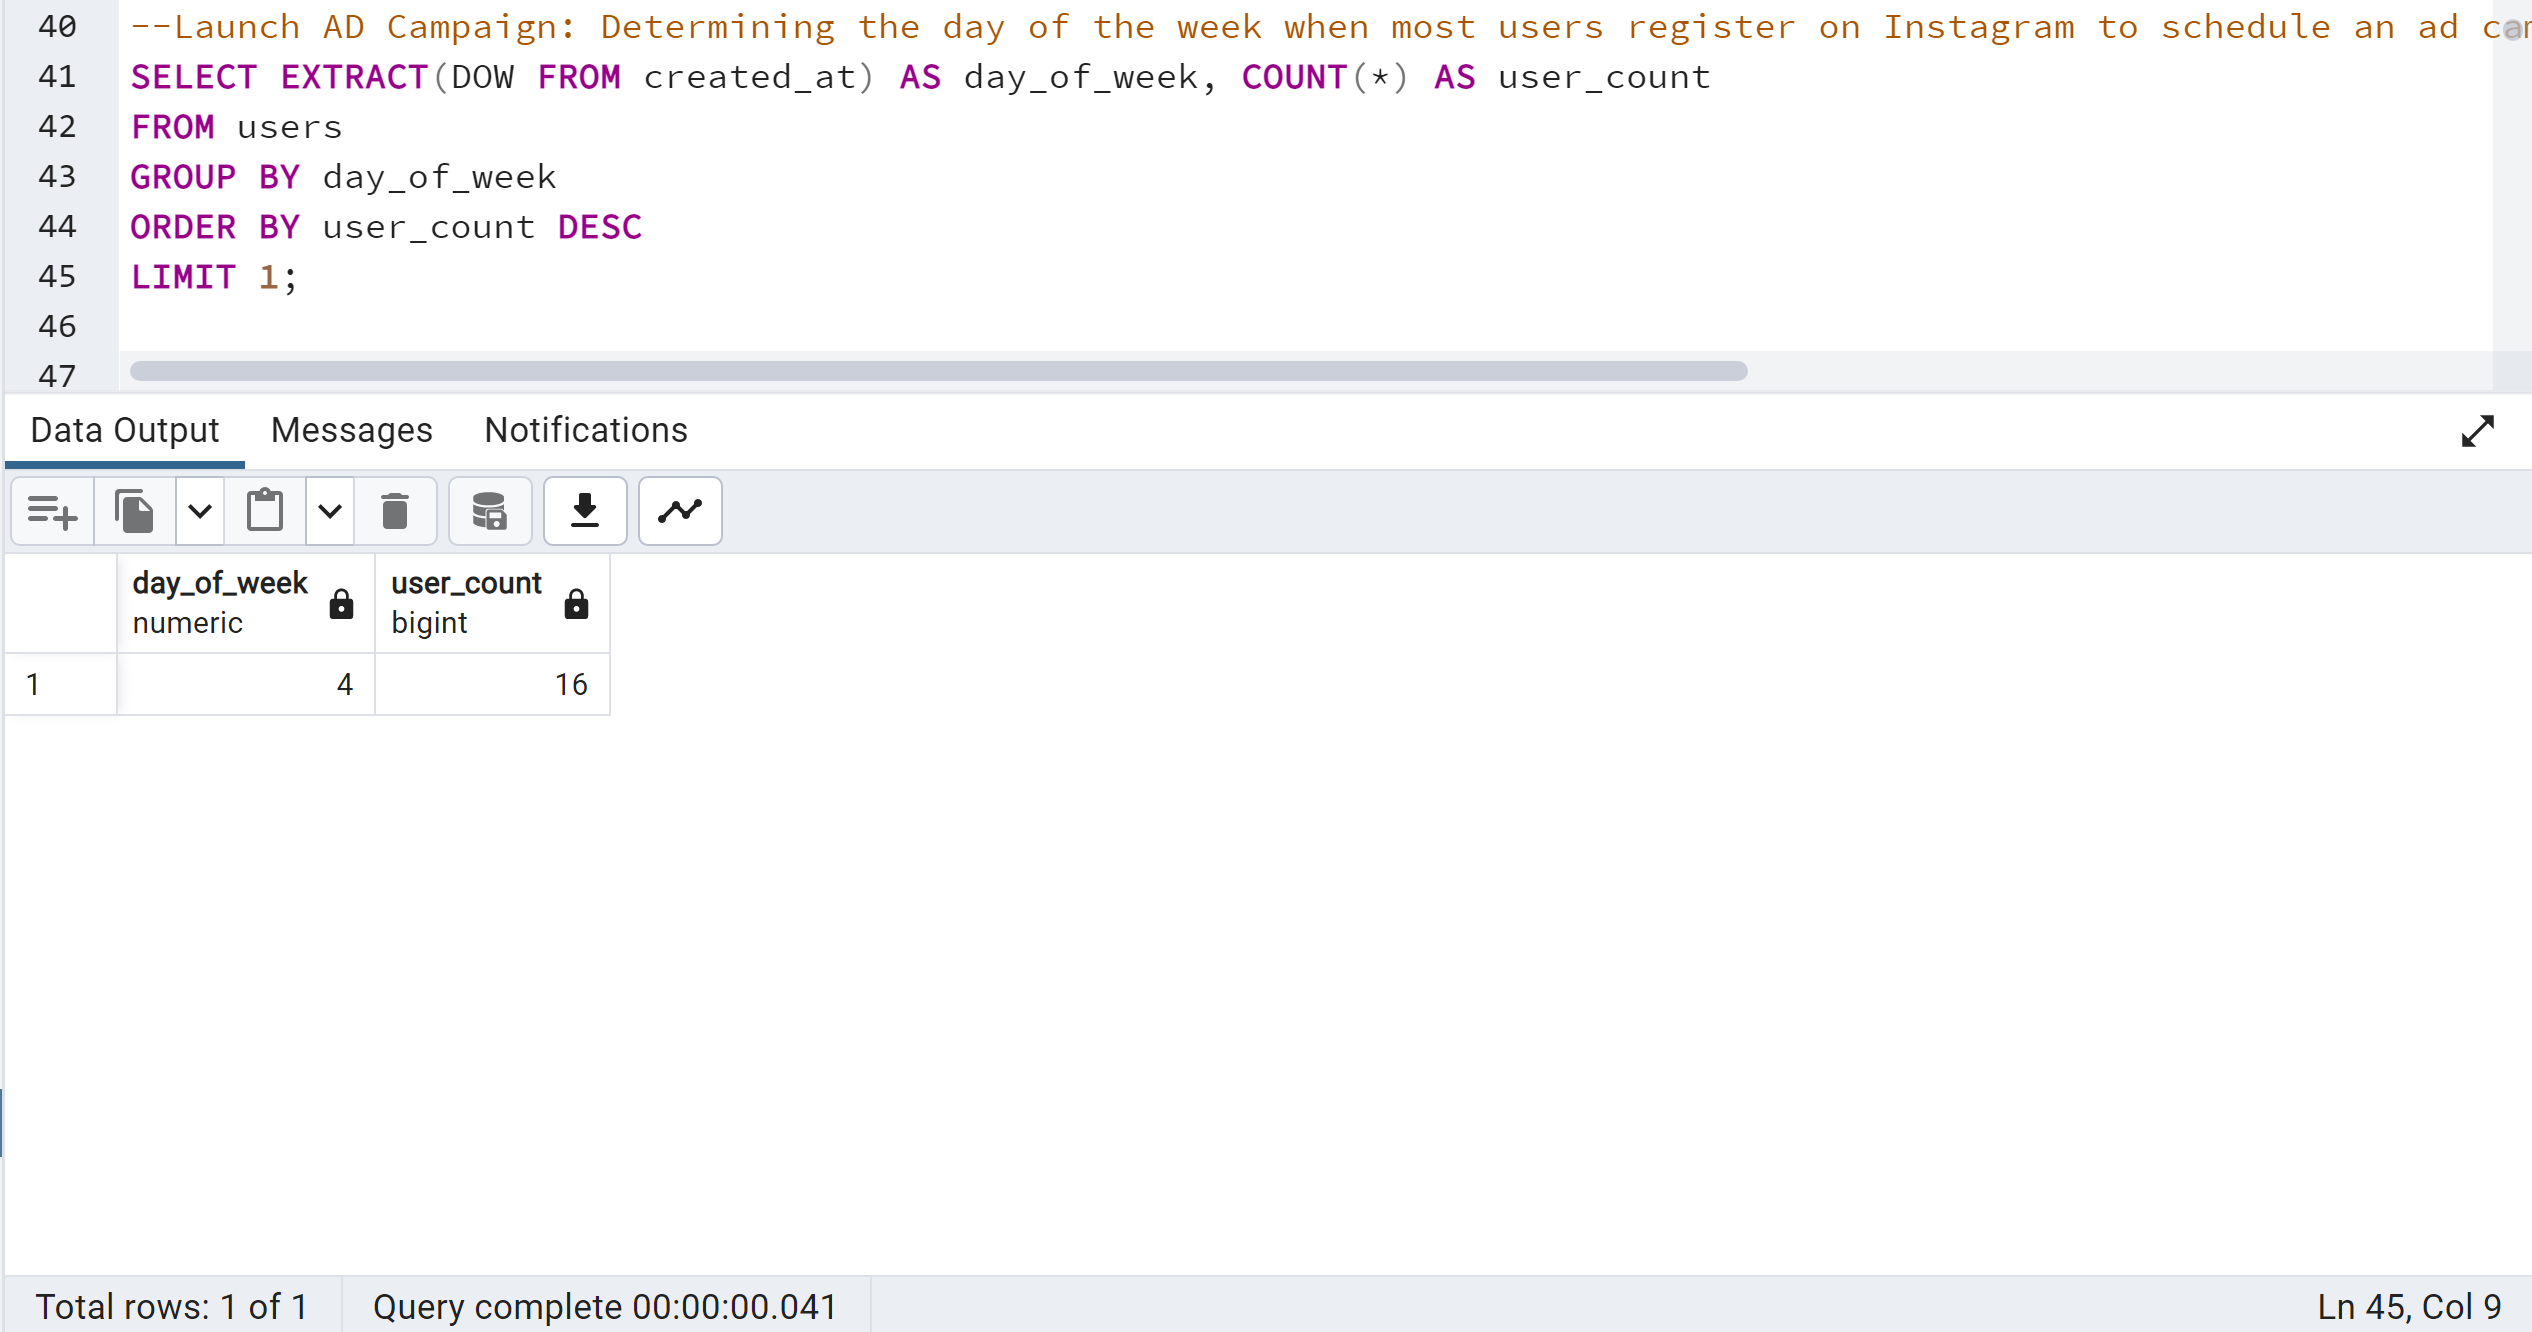 40 --Launch AD Campaign: Determining the day of the week when most users register on Instagram to schedule an ad
41 SELECT EXTRACT(DOW FROM created_at) AS day_of_week, COUNT(*) AS user_count
42 FROM users
43 GROUP BY day_of_week
44 ORDER BY user_count DESC
45 LIMIT 1;
46
47
Data Output Messages Notifications
day_of_week user_count
numeric bigint
1 4 16
Total rows: 1 of 1 Query complete 00:00:00.041 Ln 45, Col 9